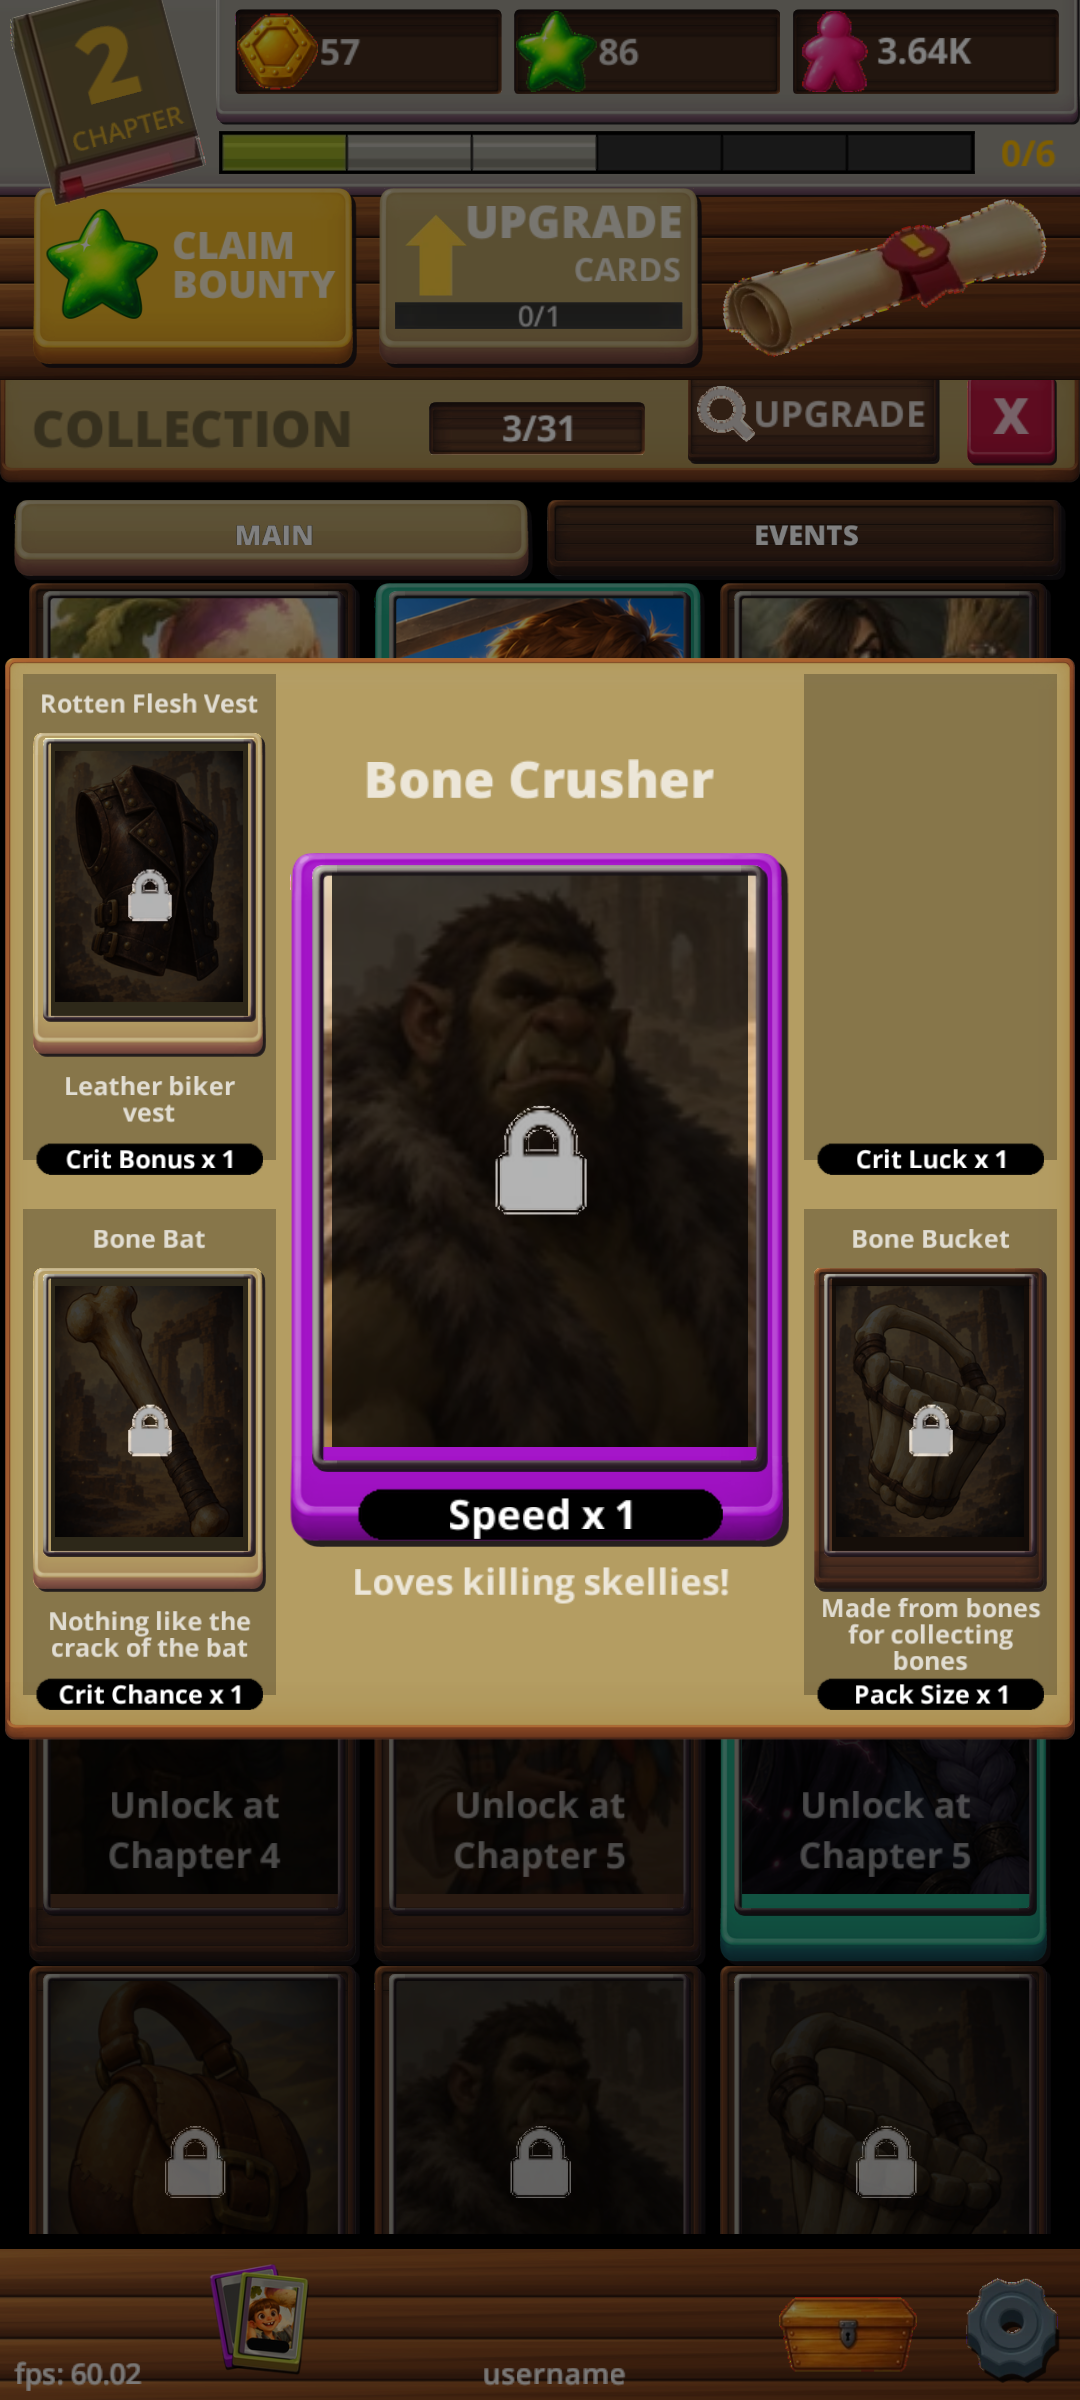 2
CHAPTER
57
86
3.64K
0/6
CLAIM
BOUNTY
UPGRADE
CARDS
0/1
COLLECTION
3/31
UPGRADE
X
MAIN
EVENTS
Rotten Flesh Vest
Leather biker
vest
Crit Bonus x 1
Bone Bat
Nothing like the
crack of the bat
Crit Chance x 1
Bone Crusher
Speed x 1
Loves killing skellies!
Crit Luck x 1
Bone Bucket
Made from bones
for collecting
bones
Pack Size x 1
Unlock at
Chapter 4
Unlock at
Chapter 5
Unlock at
Chapter 5
fps: 60.02
username